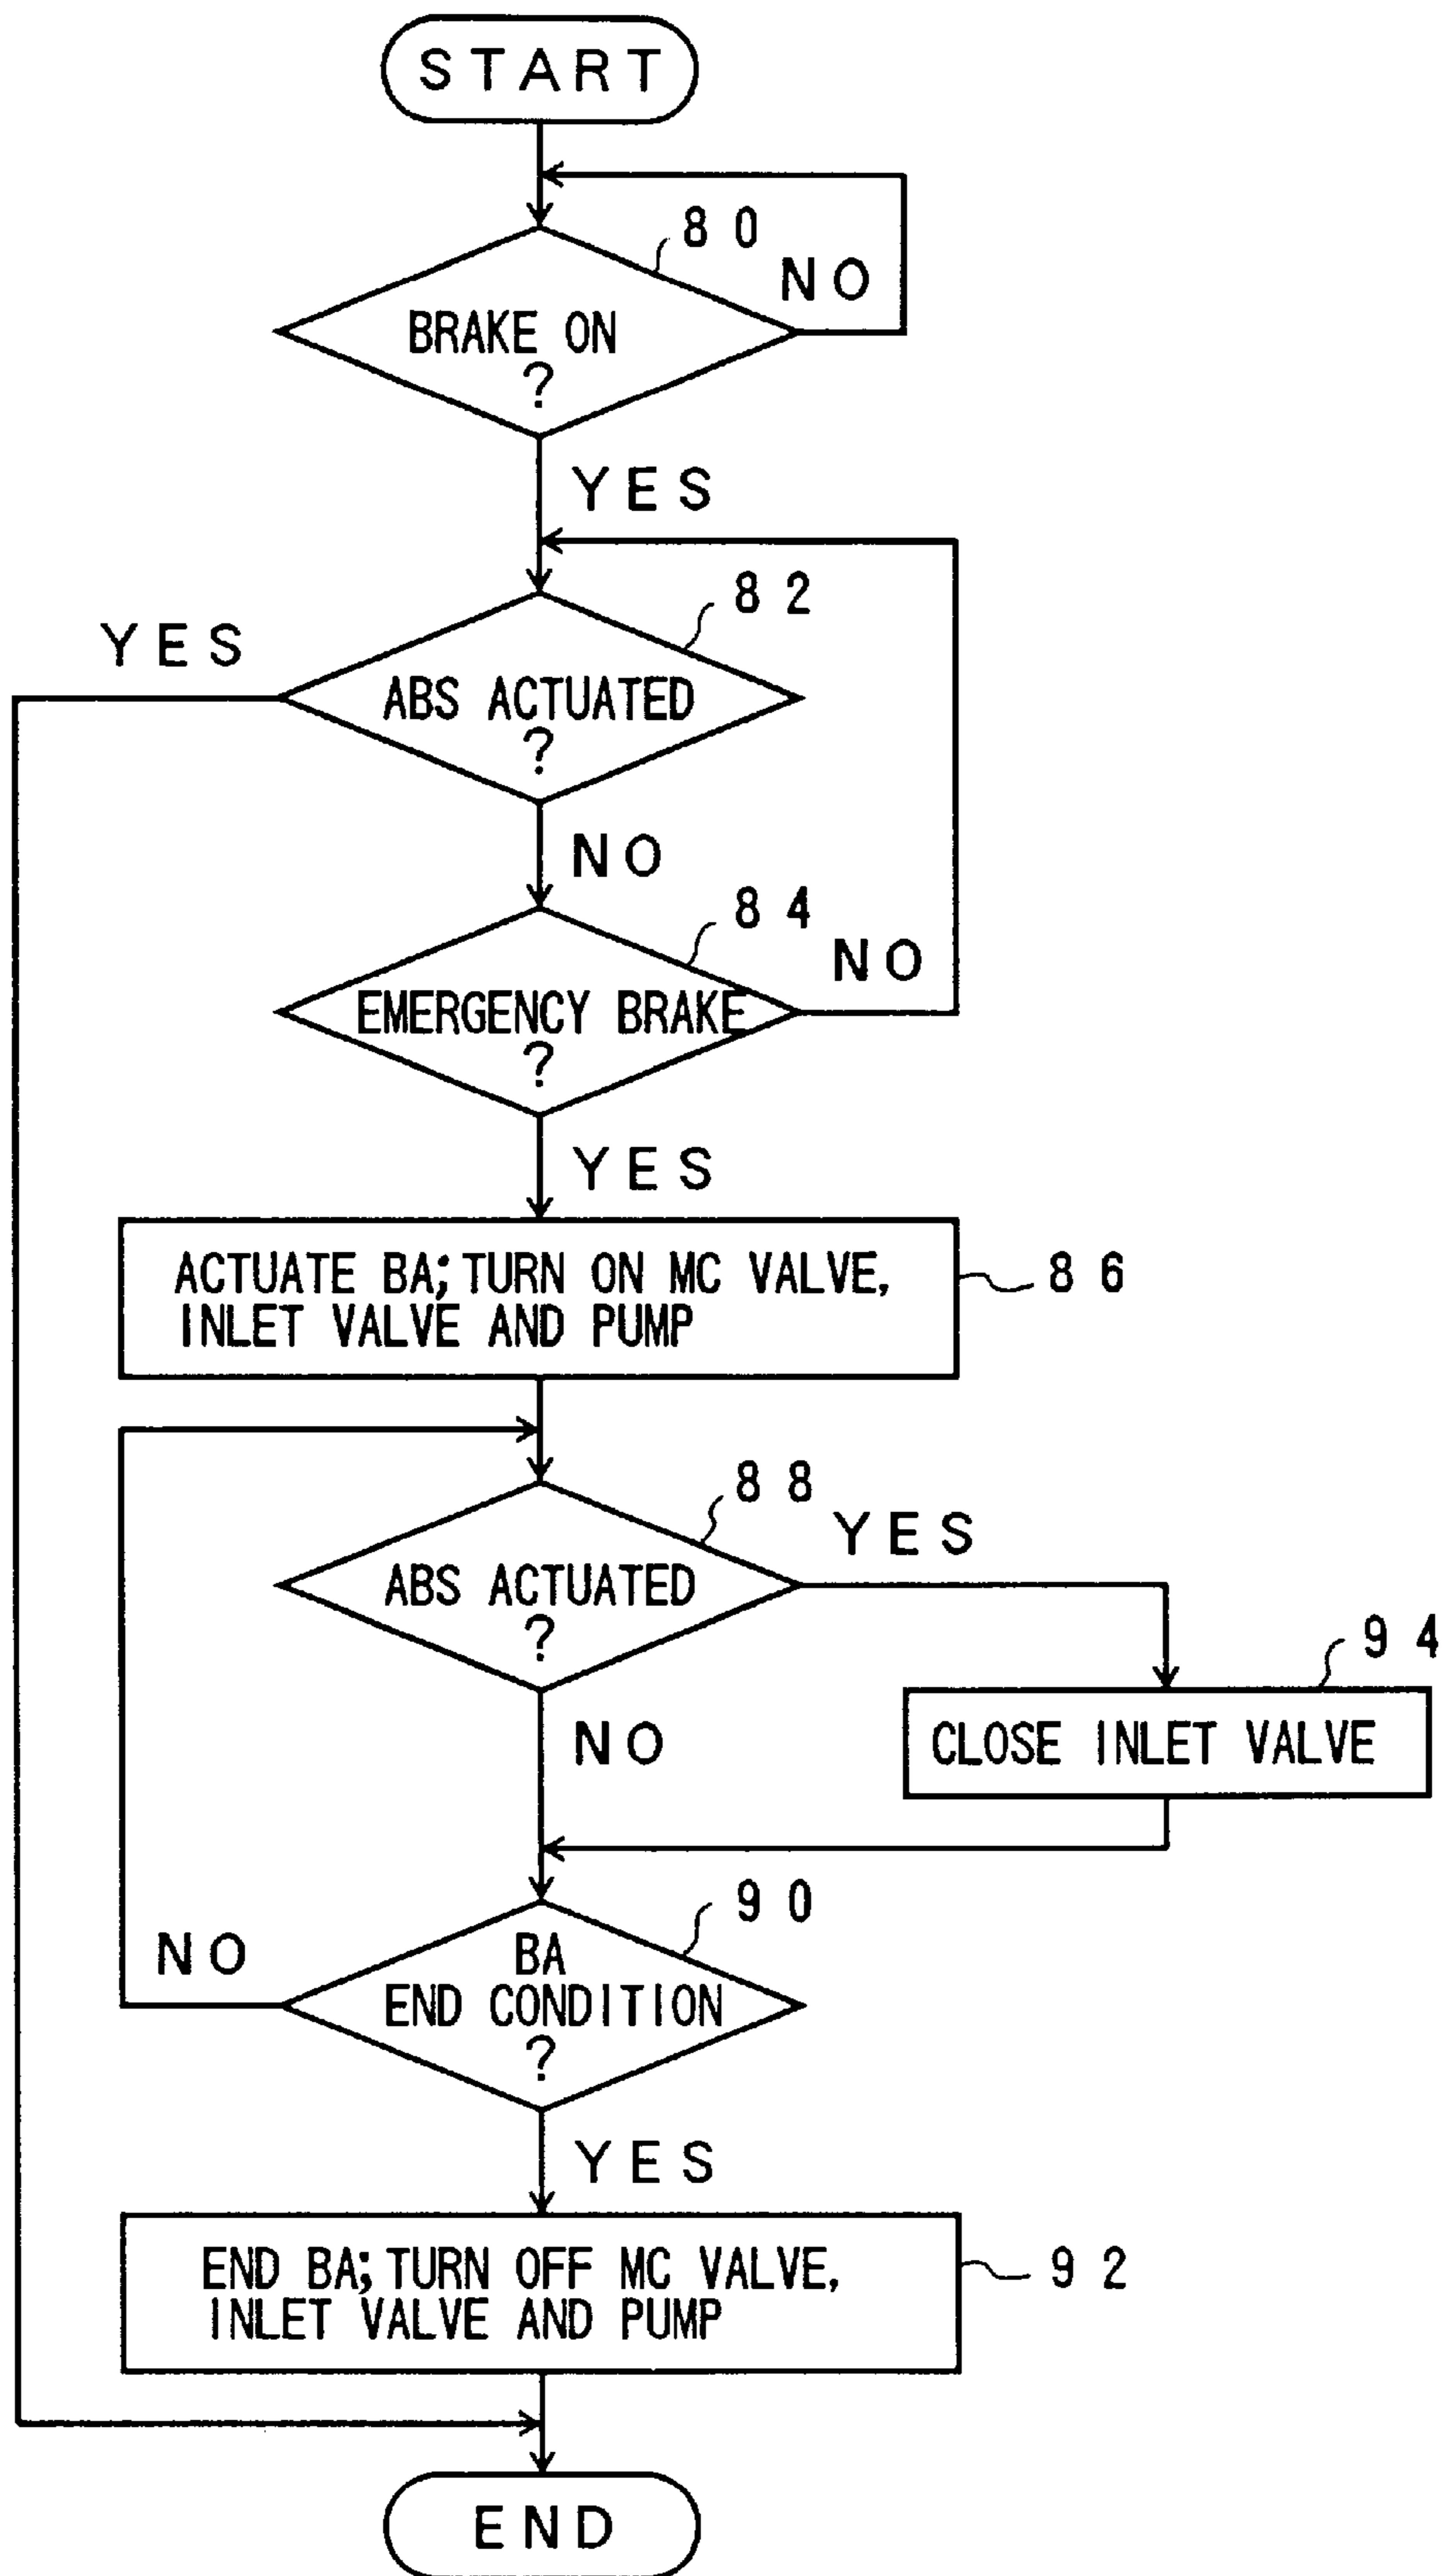 START
80
NO
BRAKE ON
?
YES
82
YES
ABS ACTUATED
?
NO
84
NO
EMERGENCY BRAKE
?
YES
ACTUATE BA;TURN ON MC VALVE,
INLET VALVE AND PUMP
86
88
YES
ABS ACTUATED
?
94
NO
CLOSE INLET VALVE
90
NO
BA
END CONDITION
?
YES
END BA;TURN OFF MC VALVE,
INLET VALVE AND PUMP
92
END